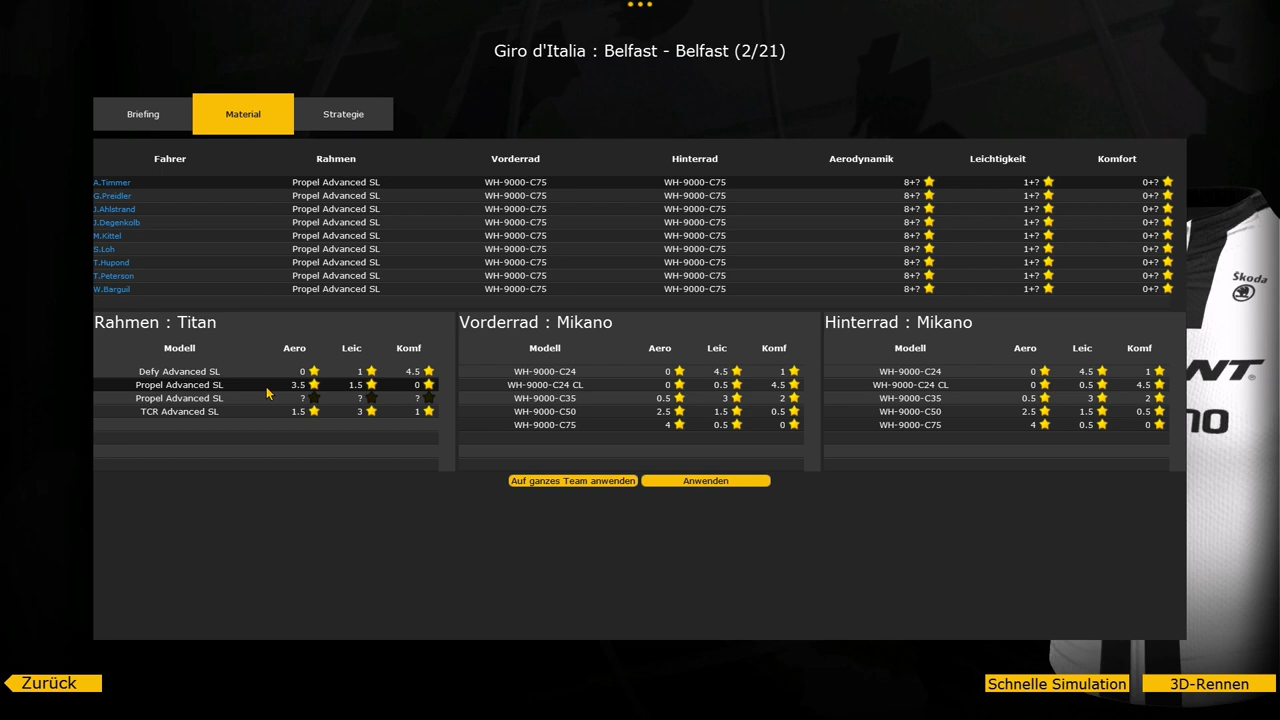 Giro d'Italia : Belfast - Belfast (2/21)
Briefing Material Strategie
Fahrer Rahmen Vorderrad Hinterrad Aerodynamik Leichtigkeit Komfort
A.Timmer Propel Advanced SL WH-9000-C75 WH-9000-C75 8+? 1+? 0+?
G.Preidler Propel Advanced SL WH-9000-C75 WH-9000-C75 8+? 1+? 0+?
J.Ahlstrand Propel Advanced SL WH-9000-C75 WH-9000-C75 8+? 1+? 0+?
J.Degenkolb Propel Advanced SL WH-9000-C75 WH-9000-C75 8+? 1+? 0+?
M.Kittel Propel Advanced SL WH-9000-C75 WH-9000-C75 8+? 1+? 0+?
S.Loh Propel Advanced SL WH-9000-C75 WH-9000-C75 8+? 1+? 0+?
T.Hupond Propel Advanced SL WH-9000-C75 WH-9000-C75 8+? 1+? 0+?
T.Peterson Propel Advanced SL WH-9000-C75 WH-9000-C75 8+? 1+? 0+?
W.Barguil Propel Advanced SL WH-9000-C75 WH-9000-C75 8+? 1+? 0+?
Škoda
Rahmen : Titan Vorderrad : Mikano Hinterrad : Mikano
Modell Aero Leic Komf Modell Aero Leic Komf Modell Aero Leic Komf
Defy Advanced SL 0 1 4.5 WH-9000-C24 0 4.5 1 WH-9000-C24 0 4.5 1
Propel Advanced SL 3.5 1.5 0 WH-9000-C24 CL 0 0.5 4.5 WH-9000-C24 CL 0 0.5 4.5
Propel Advanced SL ? ? ? WH-9000-C35 0.5 3 2 WH-9000-C35 0.5 3 2
TCR Advanced SL 1.5 3 1 WH-9000-C50 2.5 1.5 0.5 WH-9000-C50 2.5 1.5 0.5
WH-9000-C75 4 0.5 0 WH-9000-C75 4 0.5 0
NT
no
Auf ganzes Team anwenden Anwenden
Zurück Schnelle Simulation 3D-Rennen